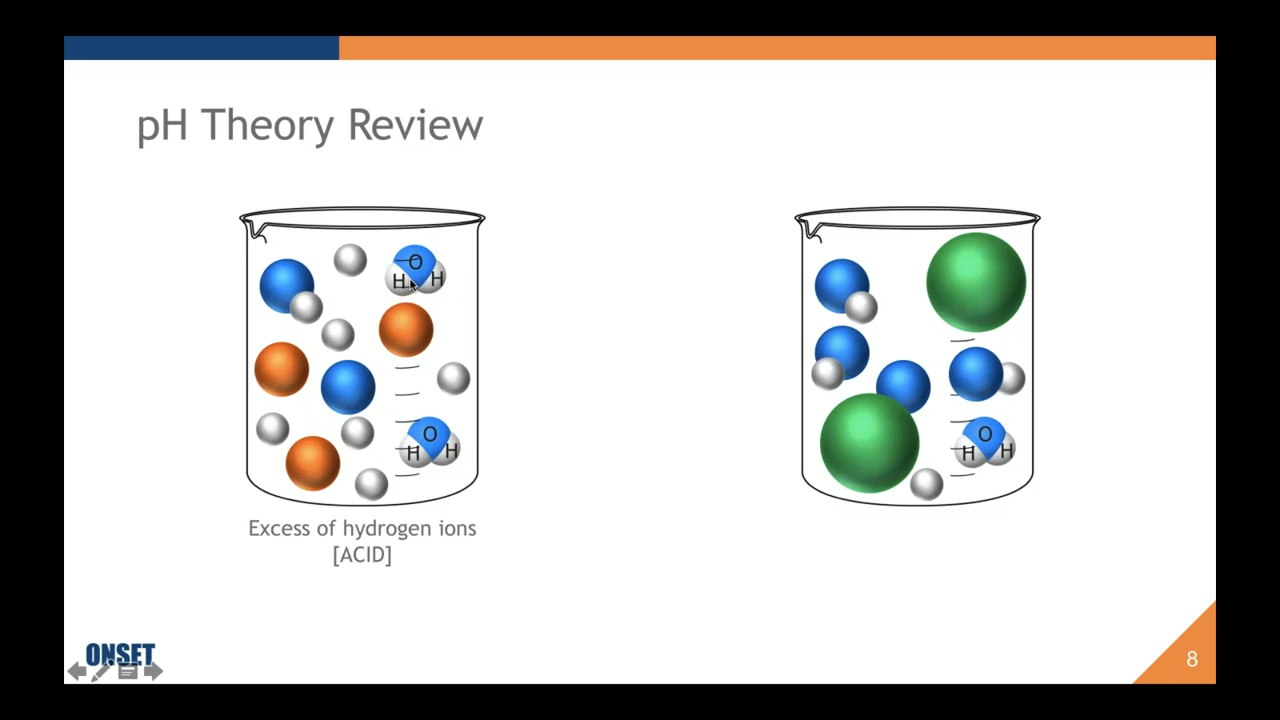 pH Theory Review
O
H H
O
H H
O
H H
Excess of hydrogen ions
[ACID]
ONSET
8